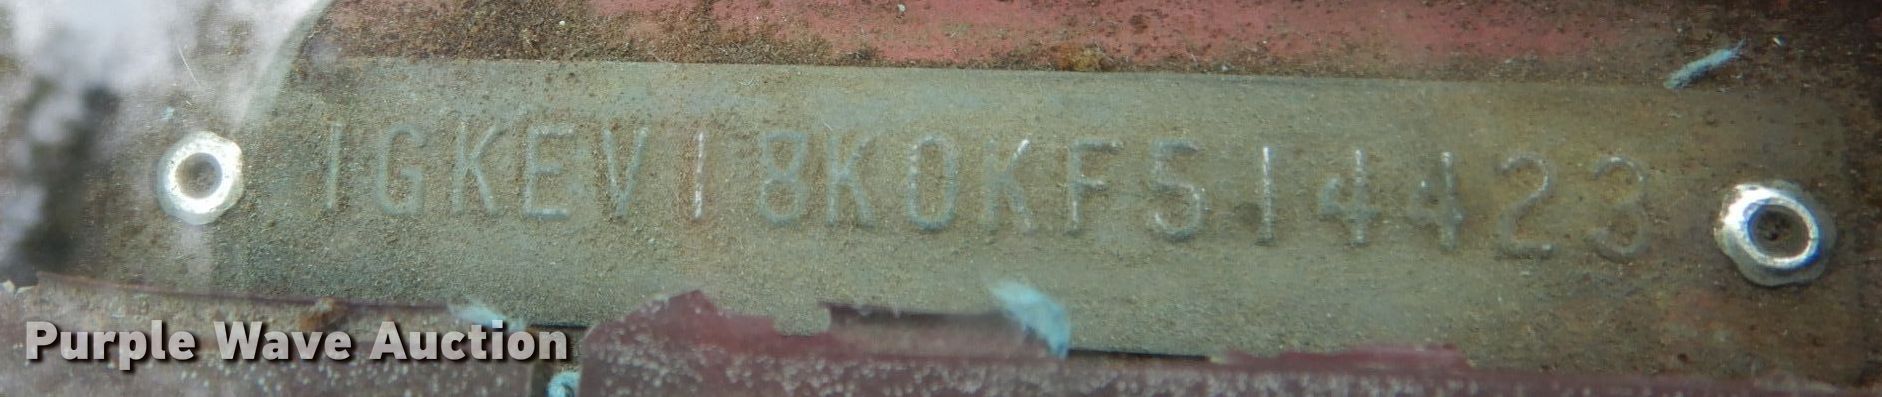 1GKEV18K0KF514423
Purple Wave Auction